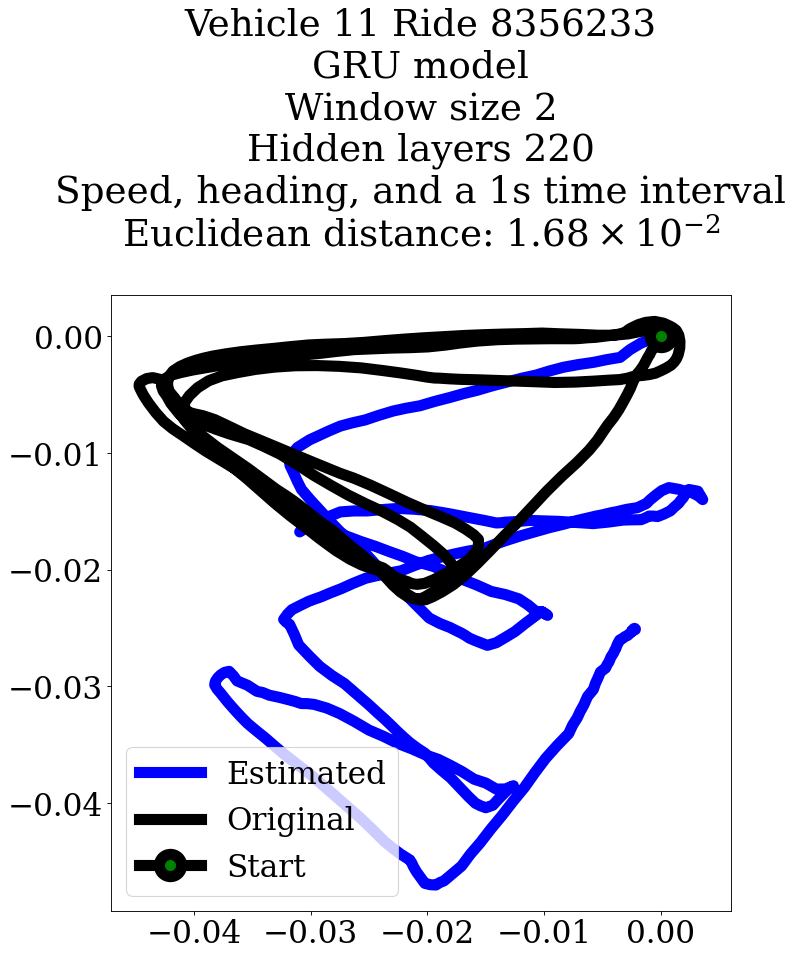 Vehicle 11 Ride 8356233
GRU model
Window size 2
Hidden layers 220
Speed, heading, and a 1s time interval
Euclidean distance: 1.68 × 10⁻²
0.00
−0.01
−0.02
−0.03
−0.04
Estimated
Original
Start
−0.04 −0.03 −0.02 −0.01 0.00